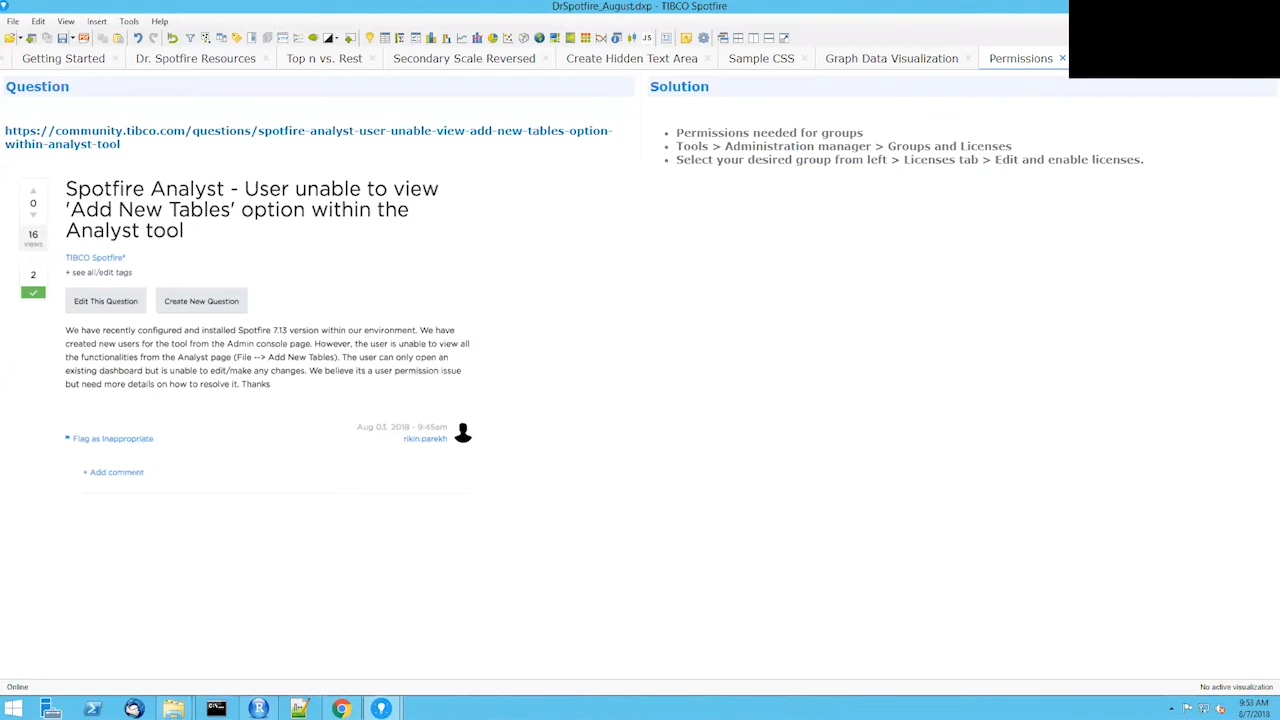 DrSpotfire_August.dxp - TIBCO Spotfire
File Edit View Insert Tools Help
JS
Getting Started × Dr. Spotfire Resources × Top n vs. Rest × Secondary Scale Reversed × Create Hidden Text Area × Sample CSS × Graph Data Visualization × Permissions ×
Question
https://community.tibco.com/questions/spotfire-analyst-user-unable-view-add-new-tables-option-
within-analyst-tool
0
16
views
2
Spotfire Analyst - User unable to view
'Add New Tables' option within the
Analyst tool
TIBCO Spotfire®
+ see all/edit tags
Edit This Question Create New Question
We have recently configured and installed Spotfire 7.13 version within our environment. We have
created new users for the tool from the Admin console page. However, the user is unable to view all
the functionalities from the Analyst page (File --> Add New Tables). The user can only open an
existing dashboard but is unable to edit/make any changes. We believe its a user permission issue
but need more details on how to resolve it. Thanks
Aug 03, 2018 - 9:45am
Flag as Inappropriate rikin.parekh
+ Add comment
Solution
• Permissions needed for groups
• Tools > Administration manager > Groups and Licenses
• Select your desired group from left > Licenses tab > Edit and enable licenses.
Online No active visualization
R
9:53 AM
8/7/2018